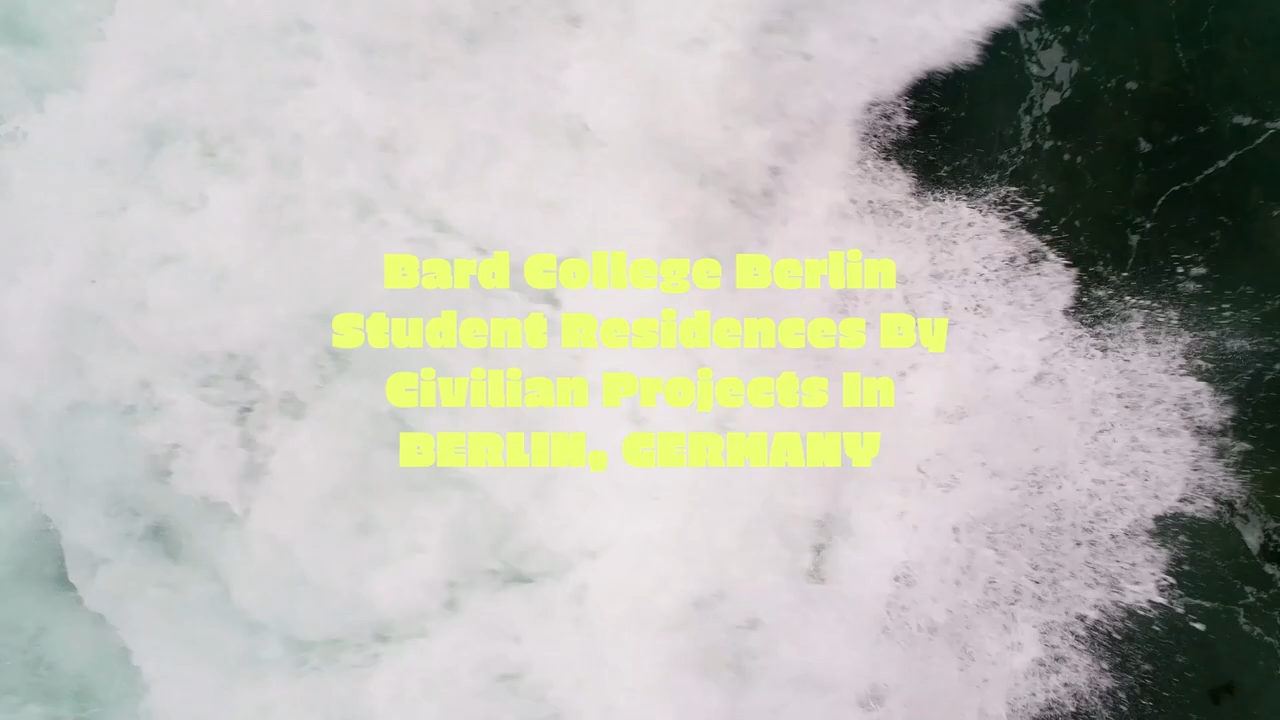 Bard College Berlin
Student Residences By
Civilian Projects In
BERLIN, GERMANY